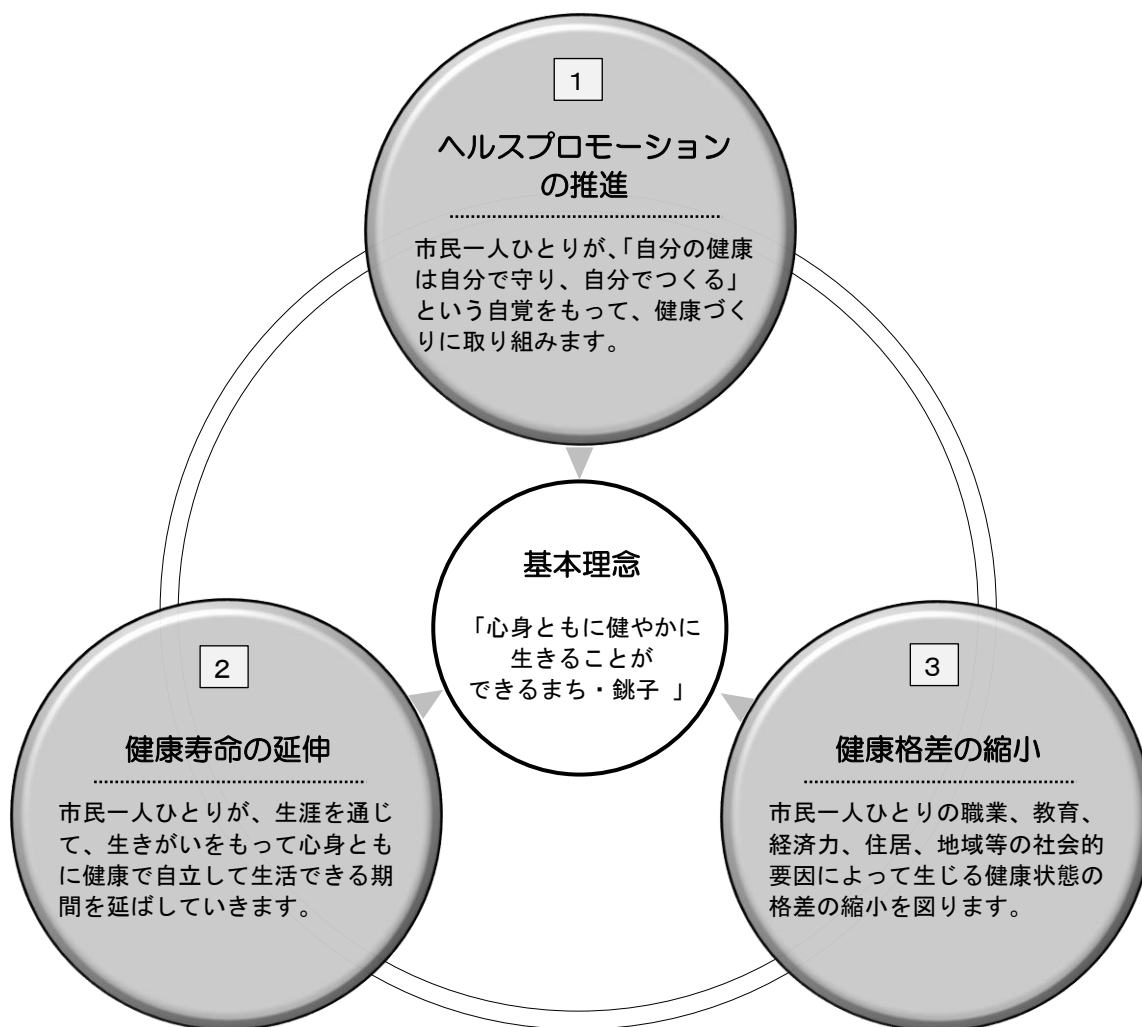 1
ヘルスプロモーション
の推進
市民一人ひとりが、「自分の健康
は自分で守り、自分でつくる」
という自覚をもって、健康づく
りに取り組みます。
基本理念
「心身ともに健やかに
生きることが
できるまち・銚子 」
2
健康寿命の延伸
市民一人ひとりが、生涯を通じ
て、生きがいをもって心身とも
に健康で自立して生活できる期
間を延ばしていきます。
3
健康格差の縮小
市民一人ひとりの職業、教育、
経済力、住居、地域等の社会的
要因によって生じる健康状態の
格差の縮小を図ります。